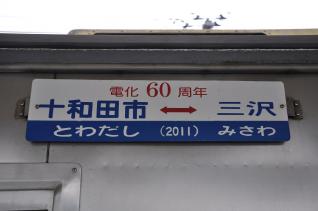 電化 60 周年
十和田市 ↔ 三沢
とわだし (2011) みさわ